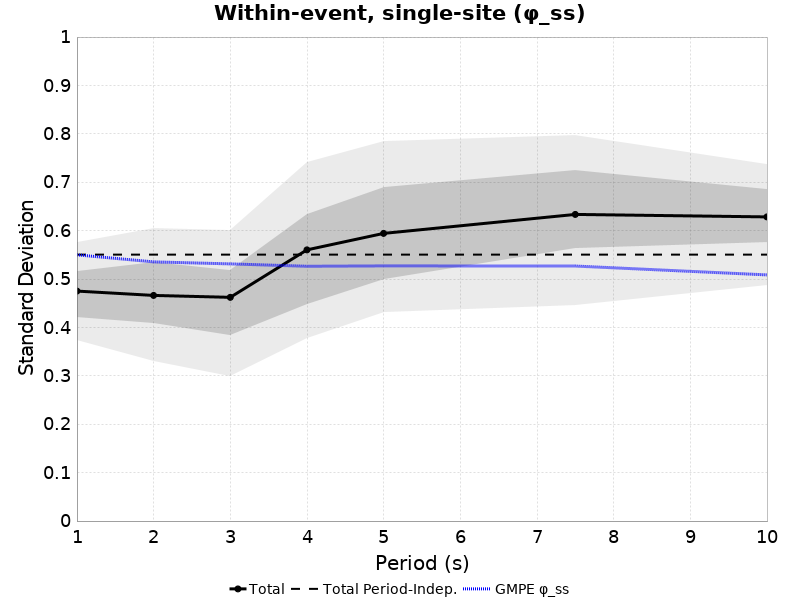 Within-event, single-site (φ_ss)
Standard Deviation
1
0.9
0.8
0.7
0.6
0.5
0.4
0.3
0.2
0.1
0
1 2 3 4 5 6 7 8 9 10
Period (s)
Total Total Period-Indep. GMPE φ_ss